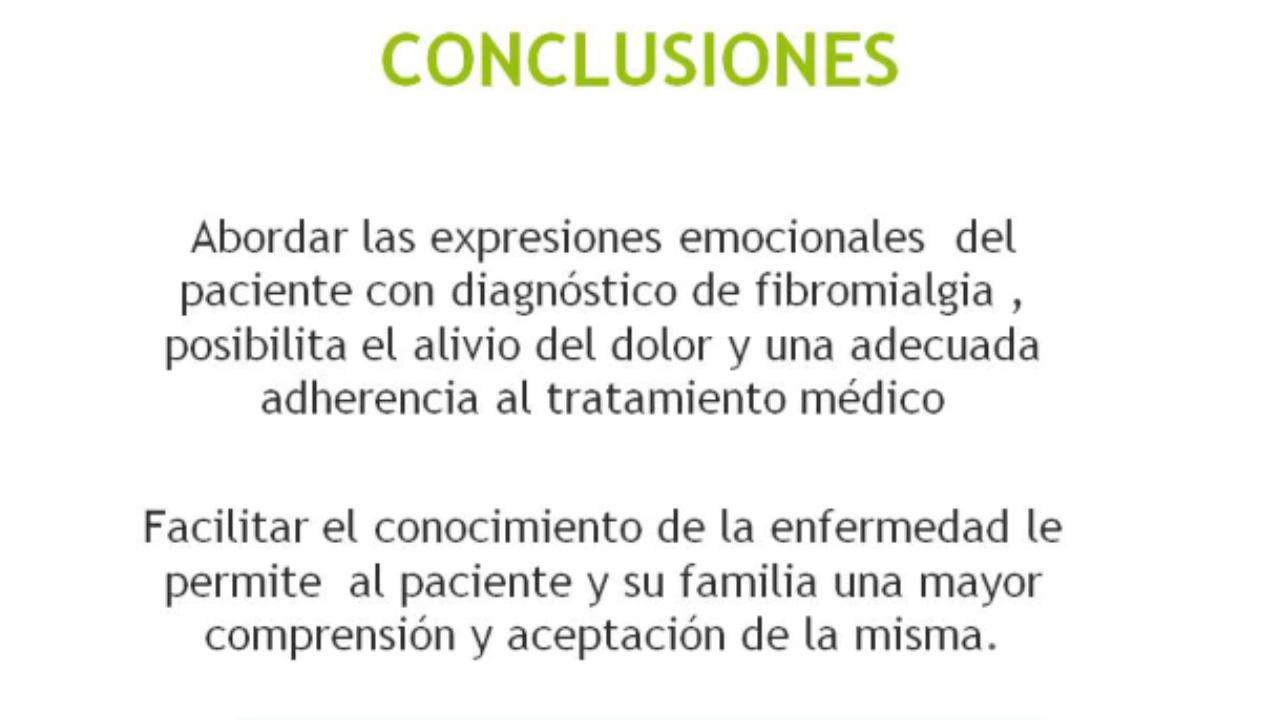 CONCLUSIONES
Abordar las expresiones emocionales del
paciente con diagnóstico de fibromialgia ,
posibilita el alivio del dolor y una adecuada
adherencia al tratamiento médico
Facilitar el conocimiento de la enfermedad le
permite al paciente y su familia una mayor
comprensión y aceptación de la misma.